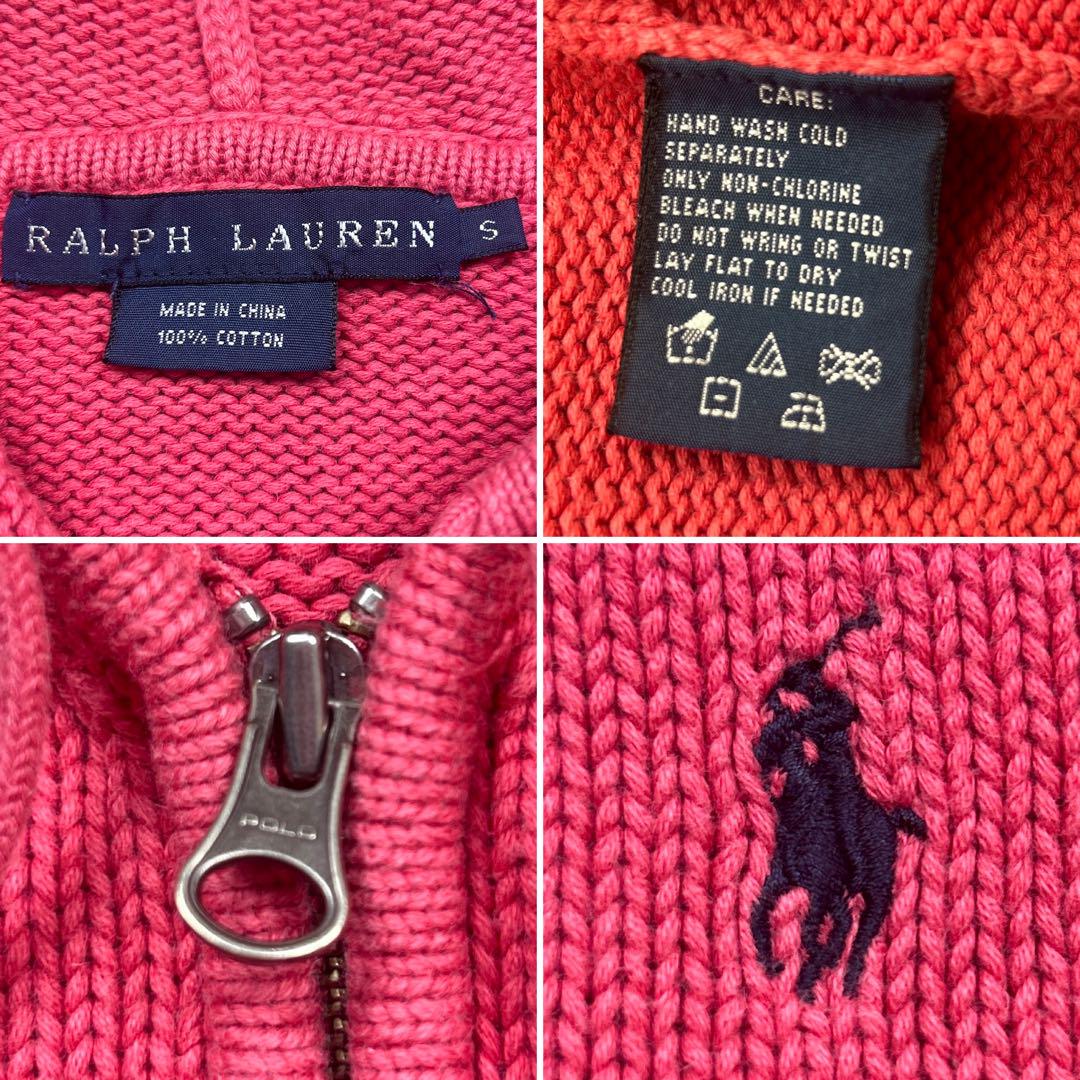 RALPH LAUREN
S
MADE IN CHINA
100% COTTON
CARE:
HAND WASH COLD
SEPARATELY
ONLY NON-CHLORINE
BLEACH WHEN NEEDED
DO NOT WRING OR TWIST
LAY FLAT TO DRY
COOL IRON IF NEEDED
POLO